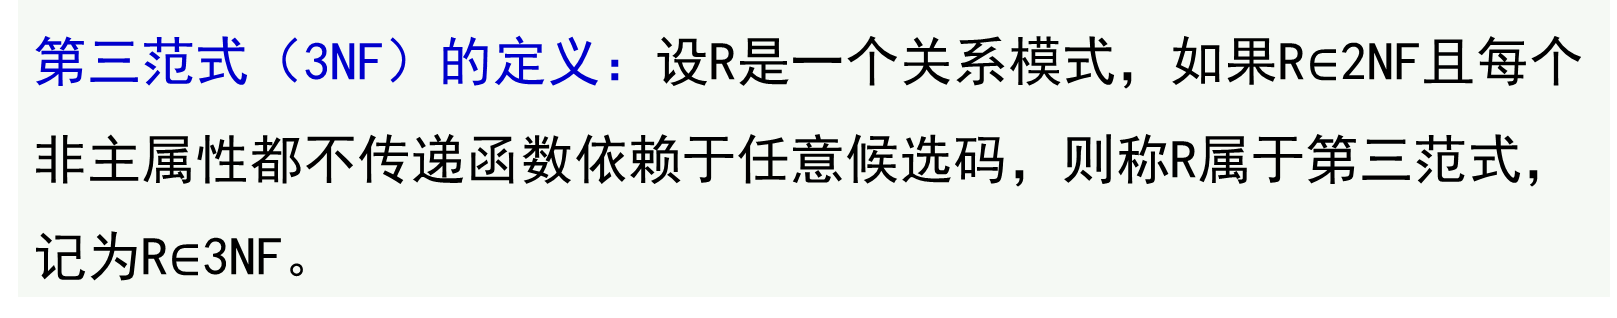 第三范式（3NF）的定义：设R是一个关系模式，如果R∈2NF且每个
非主属性都不传递函数依赖于任意候选码，则称R属于第三范式，
记为R∈3NF。